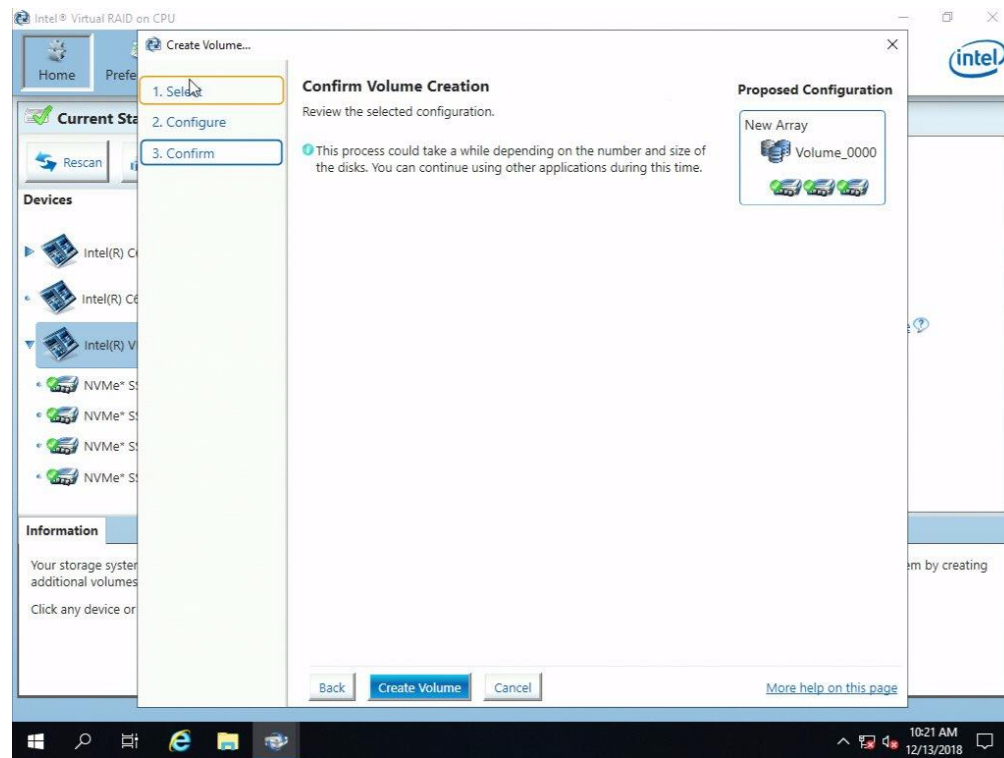 Intel® Virtual RAID on CPU
Home
Prefe
intel
Current Sta
Rescan
Devices
Intel(R) C6
Intel(R) C6
Intel(R) V
NVMe* S
NVMe* S
NVMe* S
NVMe* S
Create Volume...
1. Select
2. Configure
3. Confirm
Confirm Volume Creation
Review the selected configuration.
This process could take a while depending on the number and size of
the disks. You can continue using other applications during this time.
Proposed Configuration
New Array
Volume_0000
Back
Create Volume
Cancel
More help on this page
Information
Your storage system
em by creating
additional volumes
Click any device or
10:21 AM
12/13/2018